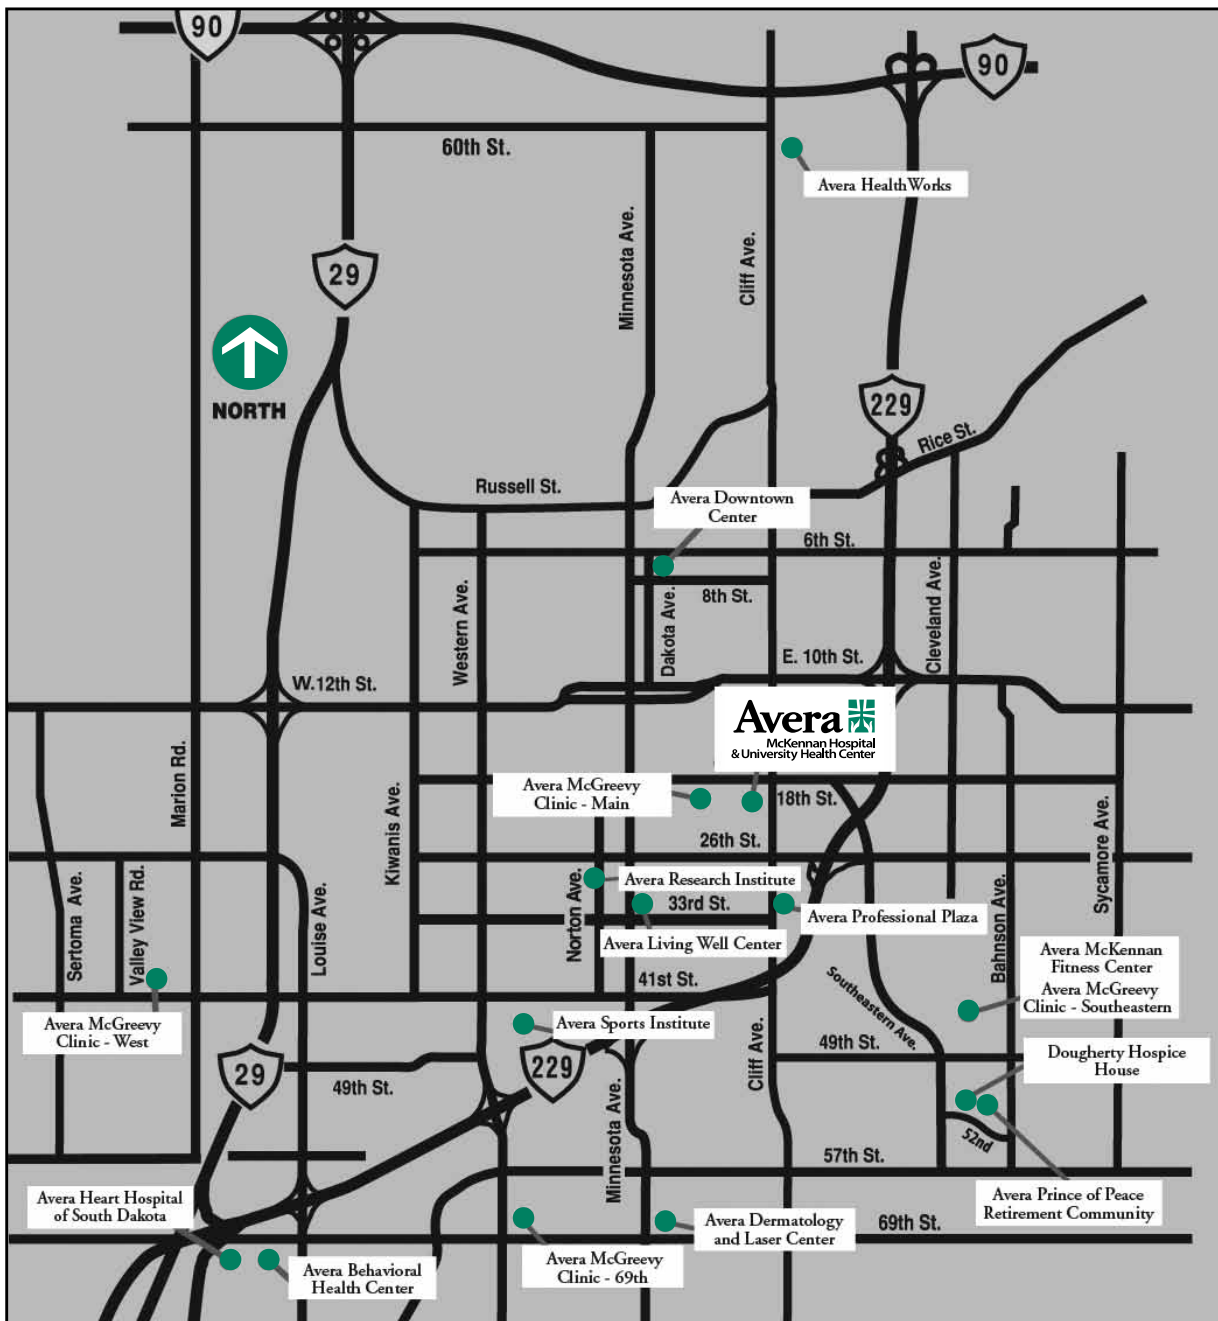 90
90
60th St.
Avera HealthWorks
Minnesota Ave.
Cliff Ave.
29
NORTH
229
Rice St.
Russell St.
Avera Downtown
Center
6th St.
8th St.
Western Ave.
Dakota Ave.
Cleveland Ave.
E. 10th St.
W.12th St.
Avera
McKennan Hospital
& University Health Center
Marion Rd.
Kiwanis Ave.
Avera McGreevy
Clinic - Main
18th St.
26th St.
Sycamore Ave.
Sertoma Ave.
Valley View Rd.
Louise Ave.
Norton Ave.
Avera Research Institute
33rd St.
Avera Professional Plaza
Avera Living Well Center
Bahnson Ave.
Avera McKennan
Fitness Center
Avera McGreevy
Clinic - Southeastern
41st St.
Southeastern Ave.
Avera McGreevy
Clinic - West
Avera Sports Institute
29
229
49th St.
49th St.
Cliff Ave.
Dougherty Hospice
House
Minnesota Ave.
52nd
57th St.
Avera Heart Hospital
of South Dakota
Avera Prince of Peace
Retirement Community
Avera Dermatology
and Laser Center
69th St.
Avera Behavioral
Health Center
Avera McGreevy
Clinic - 69th